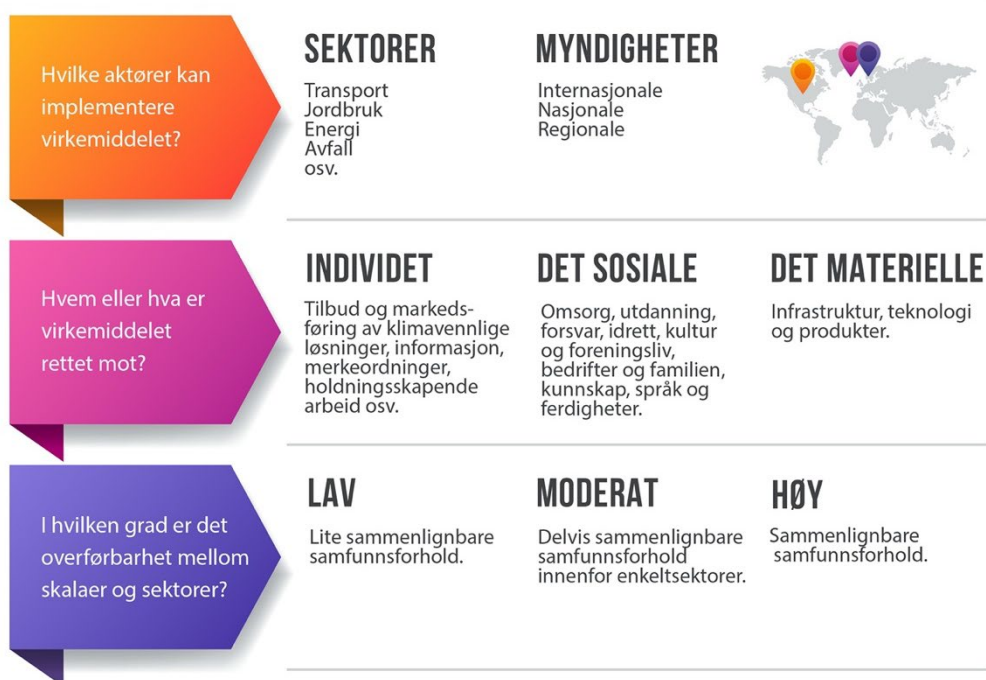 Hvilke aktører kan
implementere
virkemiddelet?
SEKTORER
Transport
Jordbruk
Energi
Avfall
osv.
MYNDIGHETER
Internasjonale
Nasjonale
Regionale
Hvem eller hva er
virkemiddelet
rettet mot?
INDIVIDET
Tilbud og markeds-
føring av klimavennlige
løsninger, informasjon,
merkeordninger,
holdningsskapende
arbeid osv.
DET SOSIALE
Omsorg, utdanning,
forsvar, idrett, kultur
og foreningsliv,
bedrifter og familien,
kunnskap, språk og
ferdigheter.
DET MATERIELLE
Infrastruktur, teknologi
og produkter.
I hvilken grad er det
overførbarhet mellom
skalaer og sektorer?
LAV
Lite sammenlignbare
samfunnsforhold.
MODERAT
Delvis sammenlignbare
samfunnsforhold
innenfor enkeltsektorer.
HØY
Sammenlignbare
samfunnsforhold.